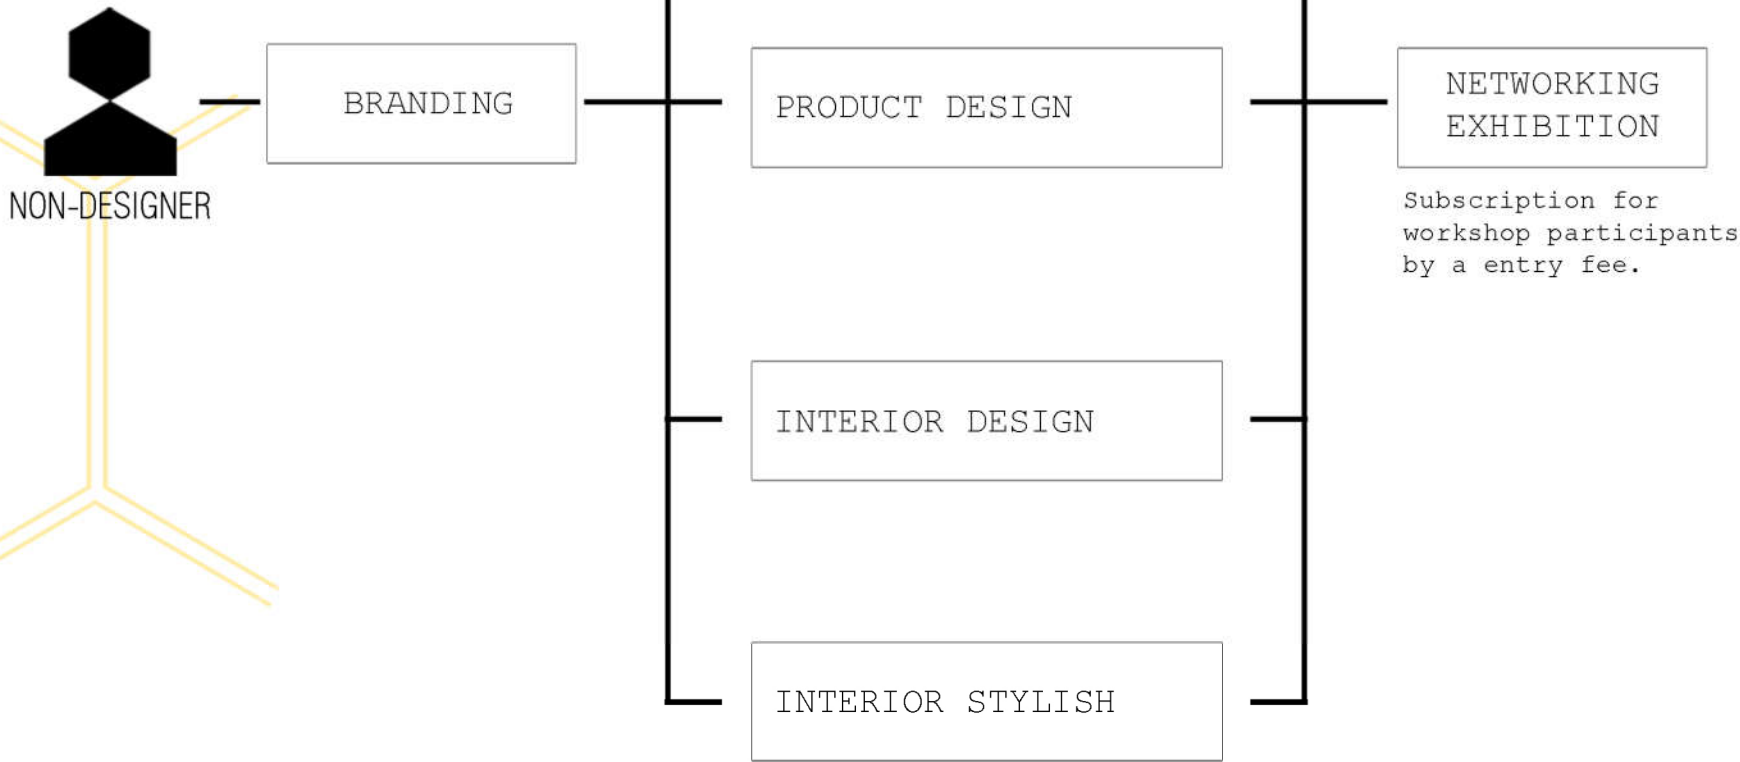 NON-DESIGNER
BRANDING
PRODUCT DESIGN
INTERIOR DESIGN
INTERIOR STYLISH
NETWORKING
EXHIBITION
Subscription for
workshop participants
by a entry fee.